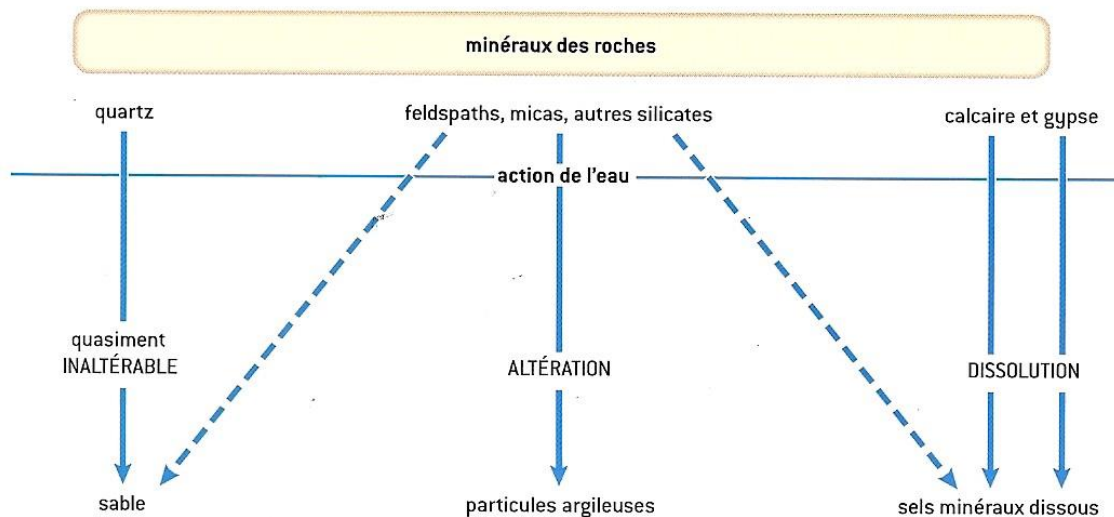 minéraux des roches
quartz
feldspaths, micas, autres silicates
calcaire et gypse
action de l'eau
quasiment
INALTÉRABLE
ALTÉRATION
DISSOLUTION
sable
particules argileuses
sels minéraux dissous